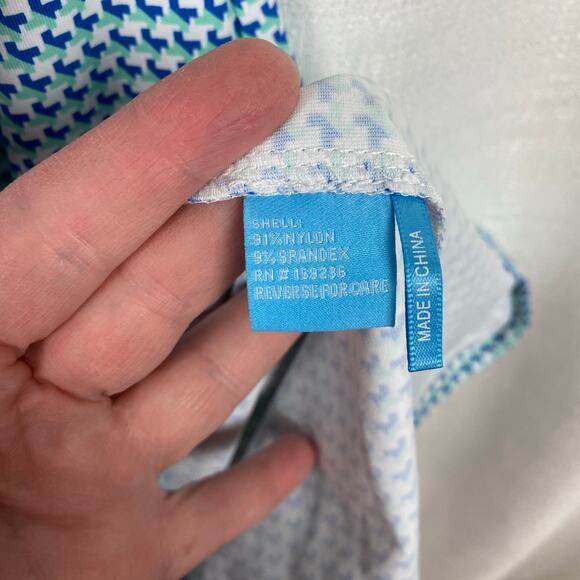 SHELL:
91% NYLON
9% SPANDEX
RN # 159236
REVERSE FOR CARE
MADE IN CHINA